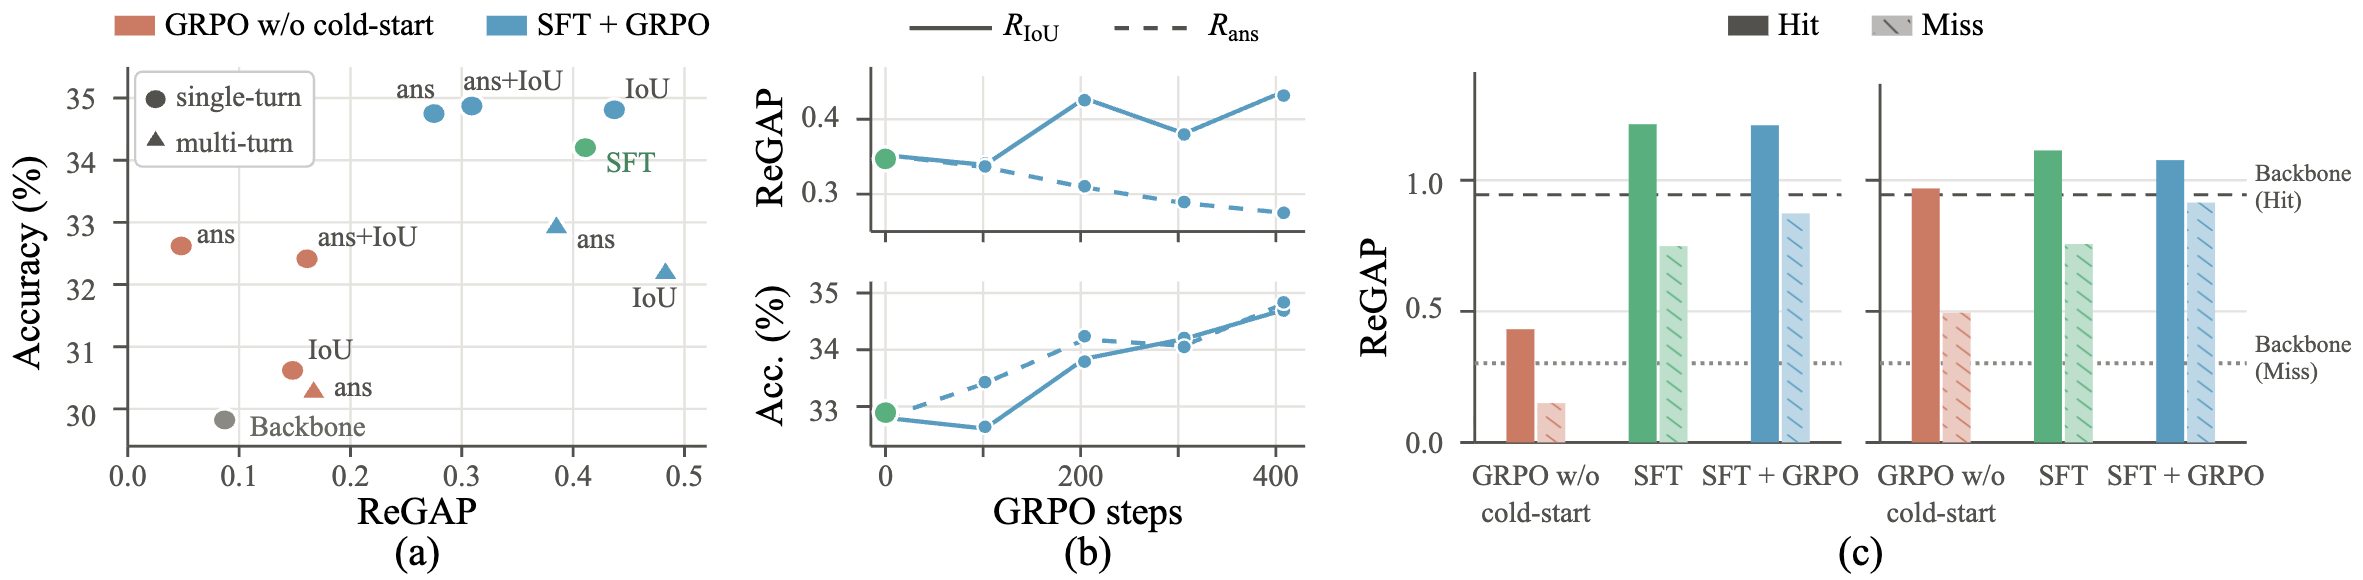 GRPO w/o cold-start
SFT + GRPO
single-turn
multi-turn
ans
ans+IoU
IoU
SFT
ans
IoU
ans
ans+IoU
IoU
ans
Backbone
35
34
33
32
31
30
0.0
0.1
0.2
0.3
0.4
0.5
Accuracy (%)
ReGAP
(a)
R_IoU
R_ans
ReGAP
0.4
0.3
Acc. (%)
35
34
33
0
200
400
GRPO steps
(b)
Hit
Miss
ReGAP
1.0
0.5
0.0
Backbone
(Hit)
Backbone
(Miss)
GRPO w/o
cold-start
SFT
SFT + GRPO
GRPO w/o
cold-start
SFT
SFT + GRPO
(c)